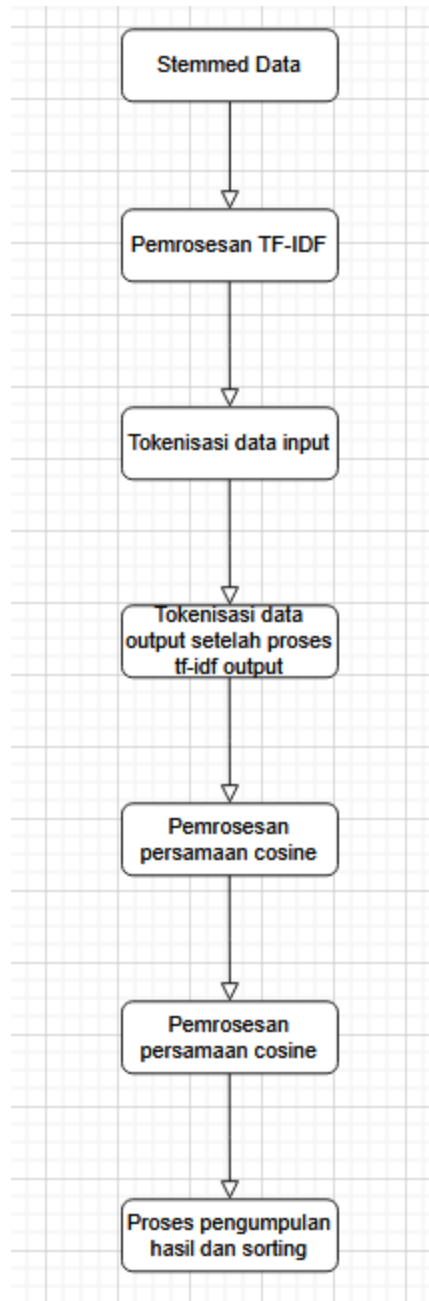 Stemmed Data
Pemrosesan TF-IDF
Tokenisasi data input
Tokenisasi data
output setelah proses
tf-idf output
Pemrosesan
persamaan cosine
Pemrosesan
persamaan cosine
Proses pengumpulan
hasil dan sorting